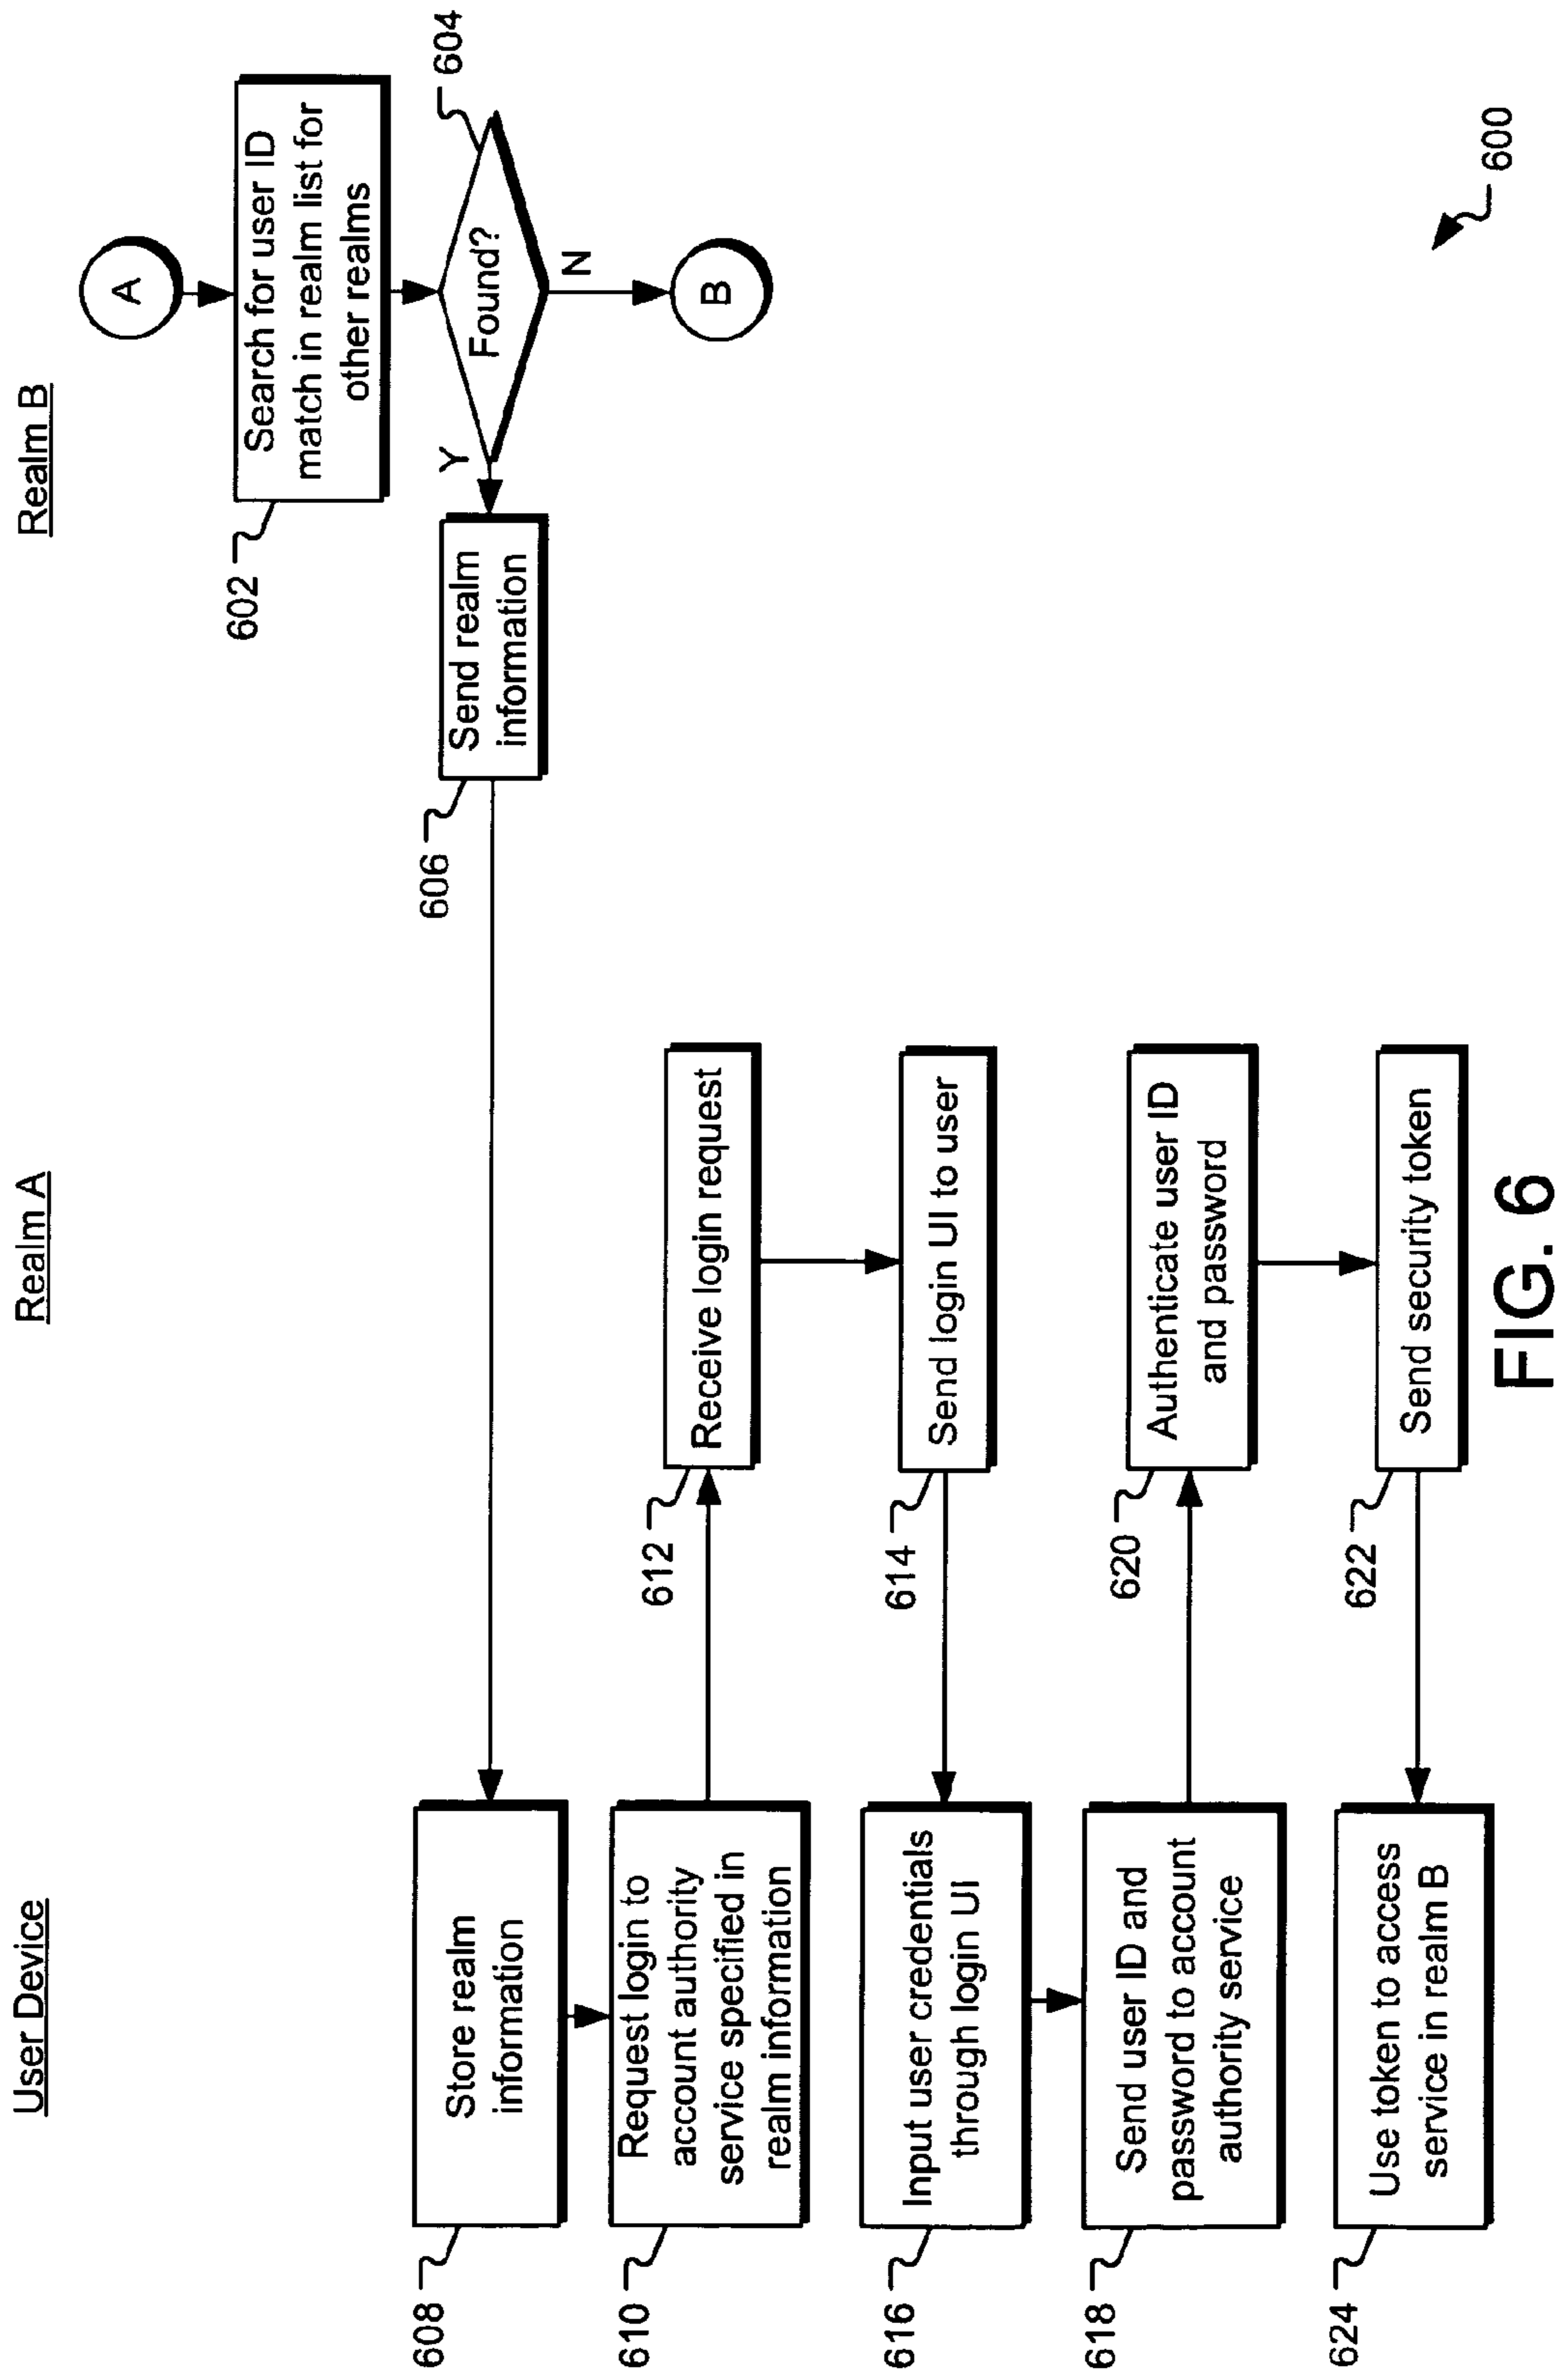 User Device
Realm A
Realm B
A
602
Search for user ID
match in realm list for
other realms
604
Found?
Y
N
B
606
Send realm
information
608
Store realm
information
610
Request login to
account authority
service specified in
realm information
612
Receive login request
614
Send login UI to user
616
Input user credentials
through login UI
618
Send user ID and
password to account
authority service
620
Authenticate user ID
and password
622
Send security token
624
Use token to access
service in realm B
600
FIG. 6